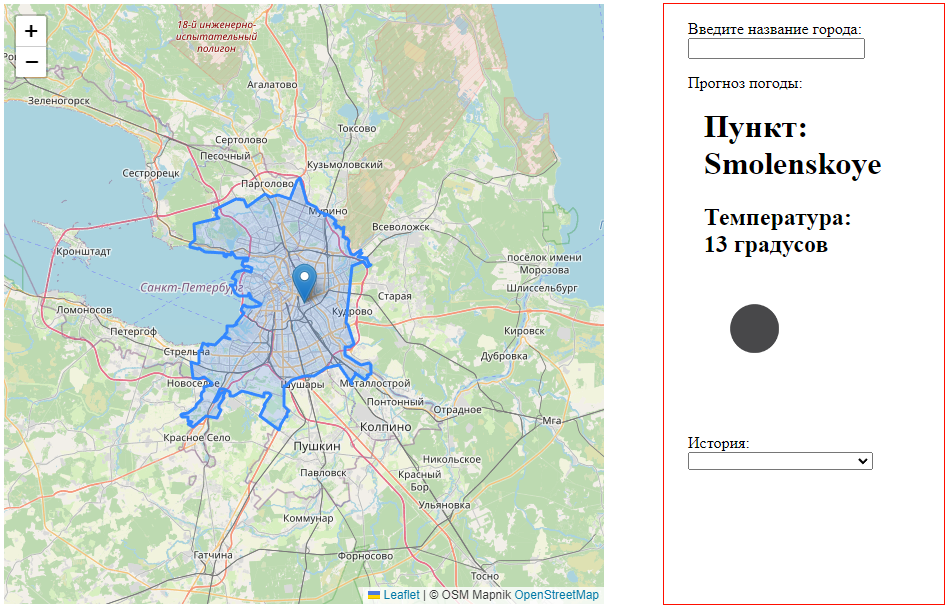 +
−
18-й инженерно-
испытательный
полигон
Агалатово
Зеленогорск
Токсово
Сертолово
Песочный
Кузьмоловский
Сестрорецк
Парголово
Мурино
Всеволожск
Кронштадт
посёлок имени
Морозова
Санкт-Петербург
Шлиссельбург
Старая
Ломоносов
Кудрово
Петергоф
Кировск
Стрельна
Дубровка
Новоселье
Шушары
Металлострой
Понтонный
Отрадное
Мга
Колпино
Красное Село
Пушкин
Никольское
Павловск
Красный
Бор
Ульяновка
Коммунар
Гатчина
Форносово
Тосно
Leaflet | © OSM Mapnik OpenStreetMap
Введите название города:
Прогноз погоды:
Пункт:
Smolenskoye
Температура:
13 градусов
История: